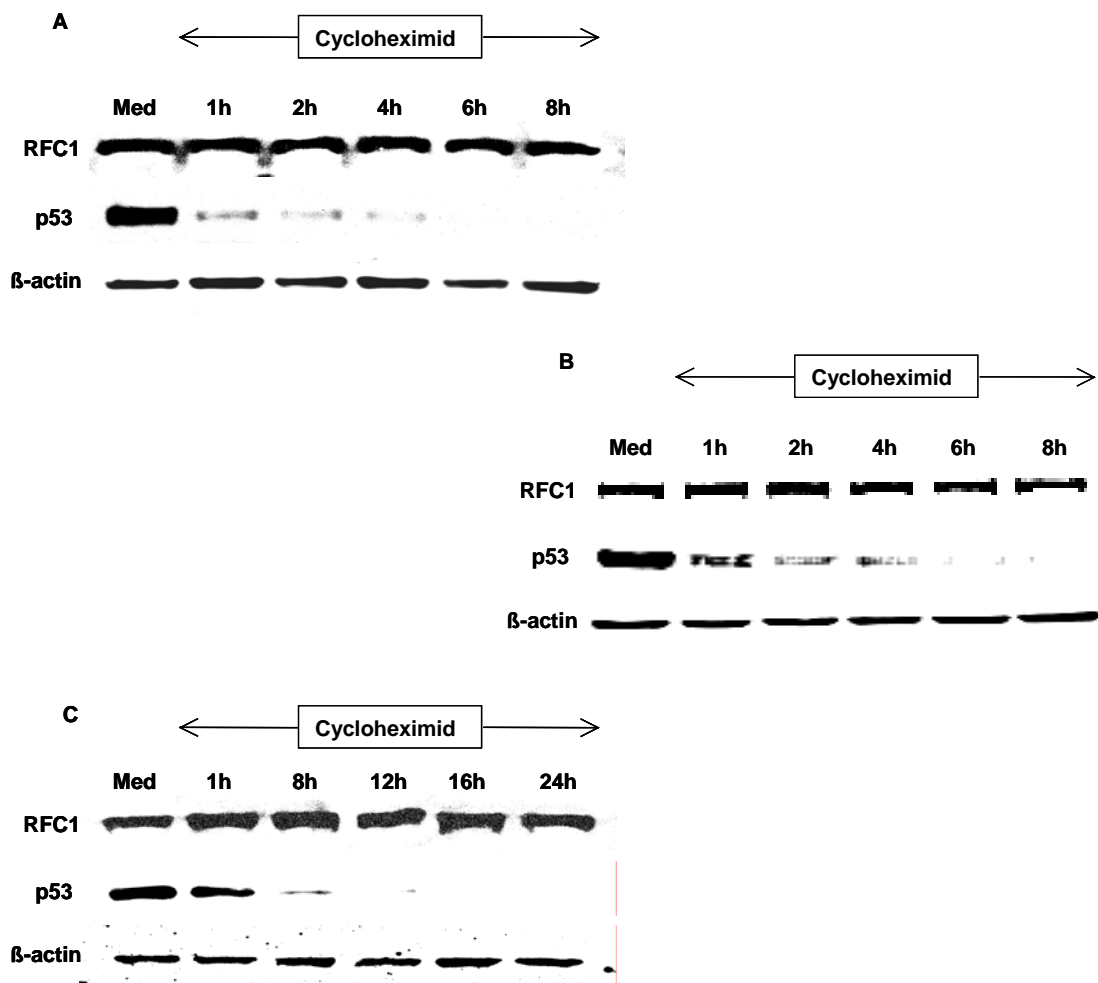 A
Cycloheximid
Med 1h 2h 4h 6h 8h
RFC1
p53
ß-actin
B
Cycloheximid
Med 1h 2h 4h 6h 8h
RFC1
p53
ß-actin
C
Cycloheximid
Med 1h 8h 12h 16h 24h
RFC1
p53
ß-actin